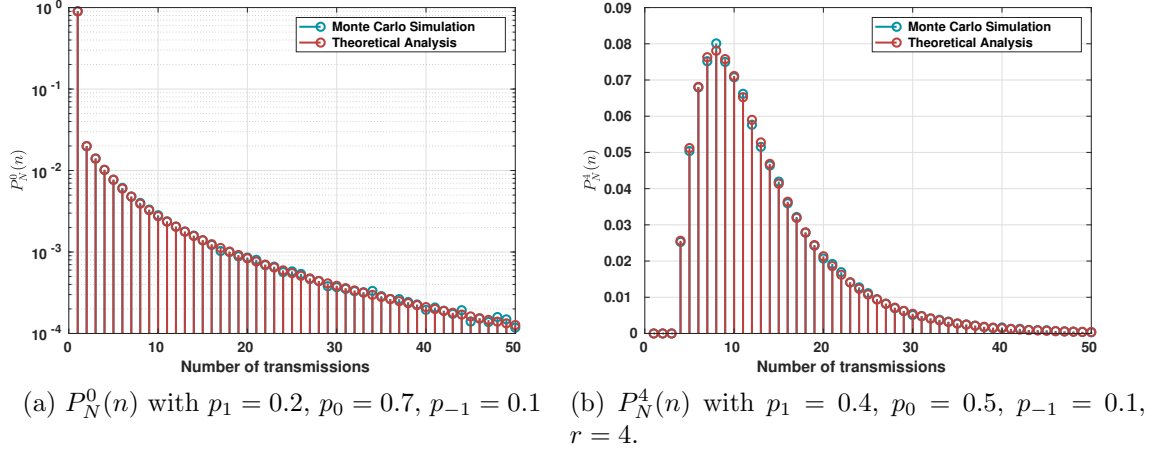 10^0
10^{-1}
10^{-2}
10^{-3}
10^{-4}
P_N^0(n)
Monte Carlo Simulation
Theoretical Analysis
0 10 20 30 40 50
Number of transmissions
0.09
0.08
0.07
0.06
0.05
0.04
0.03
0.02
0.01
0
P_N^4(n)
Monte Carlo Simulation
Theoretical Analysis
0 10 20 30 40 50
Number of transmissions
(a) P_N^0(n) with p_1 = 0.2, p_0 = 0.7, p_{-1} = 0.1
(b) P_N^4(n) with p_1 = 0.4, p_0 = 0.5, p_{-1} = 0.1,
r = 4.